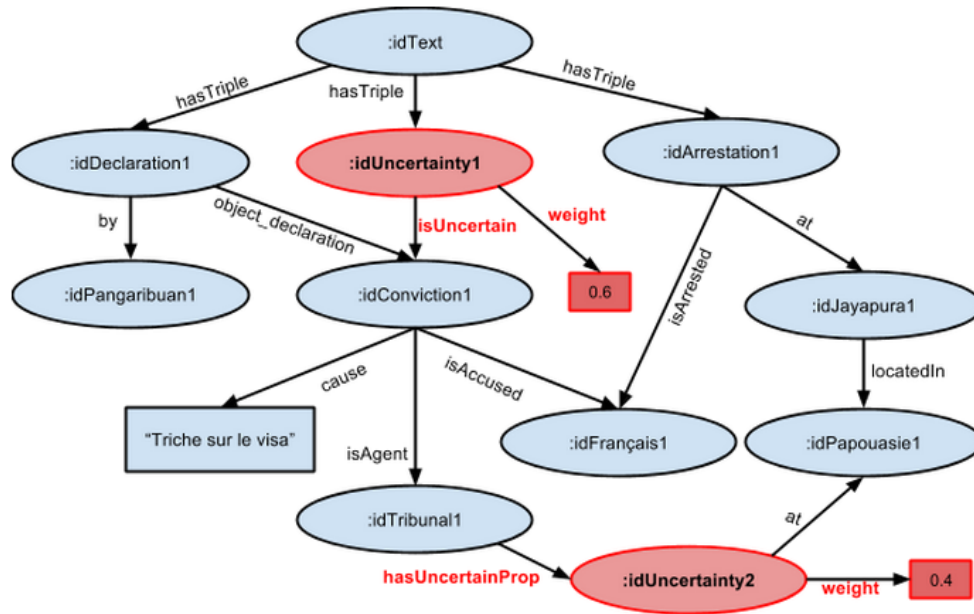 :idText
hasTriple
hasTriple
hasTriple
:idDeclaration1
:idUncertainty1
:idArrestation1
by
object_declaration
isUncertain
weight
isArrested
at
:idPangaribuan1
:idConviction1
0.6
:idJayapura1
cause
isAccused
locatedIn
"Triche sur le visa"
isAgent
:idFrançais1
:idPapouasie1
:idTribunal1
at
hasUncertainProp
:idUncertainty2
weight
0.4